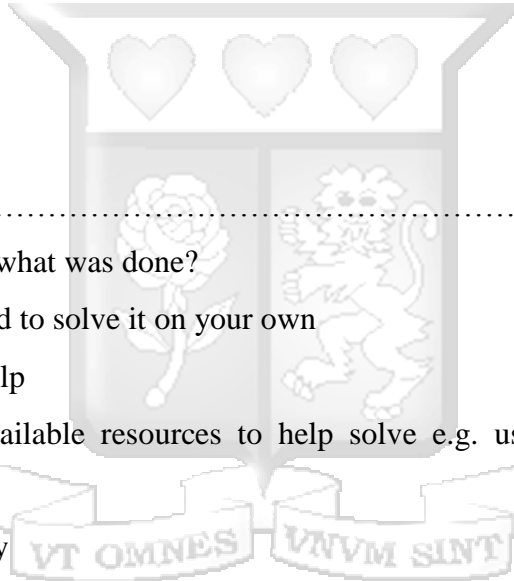 ……………………………………………………
what was done?
d to solve it on your own
lp
ailable resources to help solve e.g. us
y
VT OMNES VNVM SINT